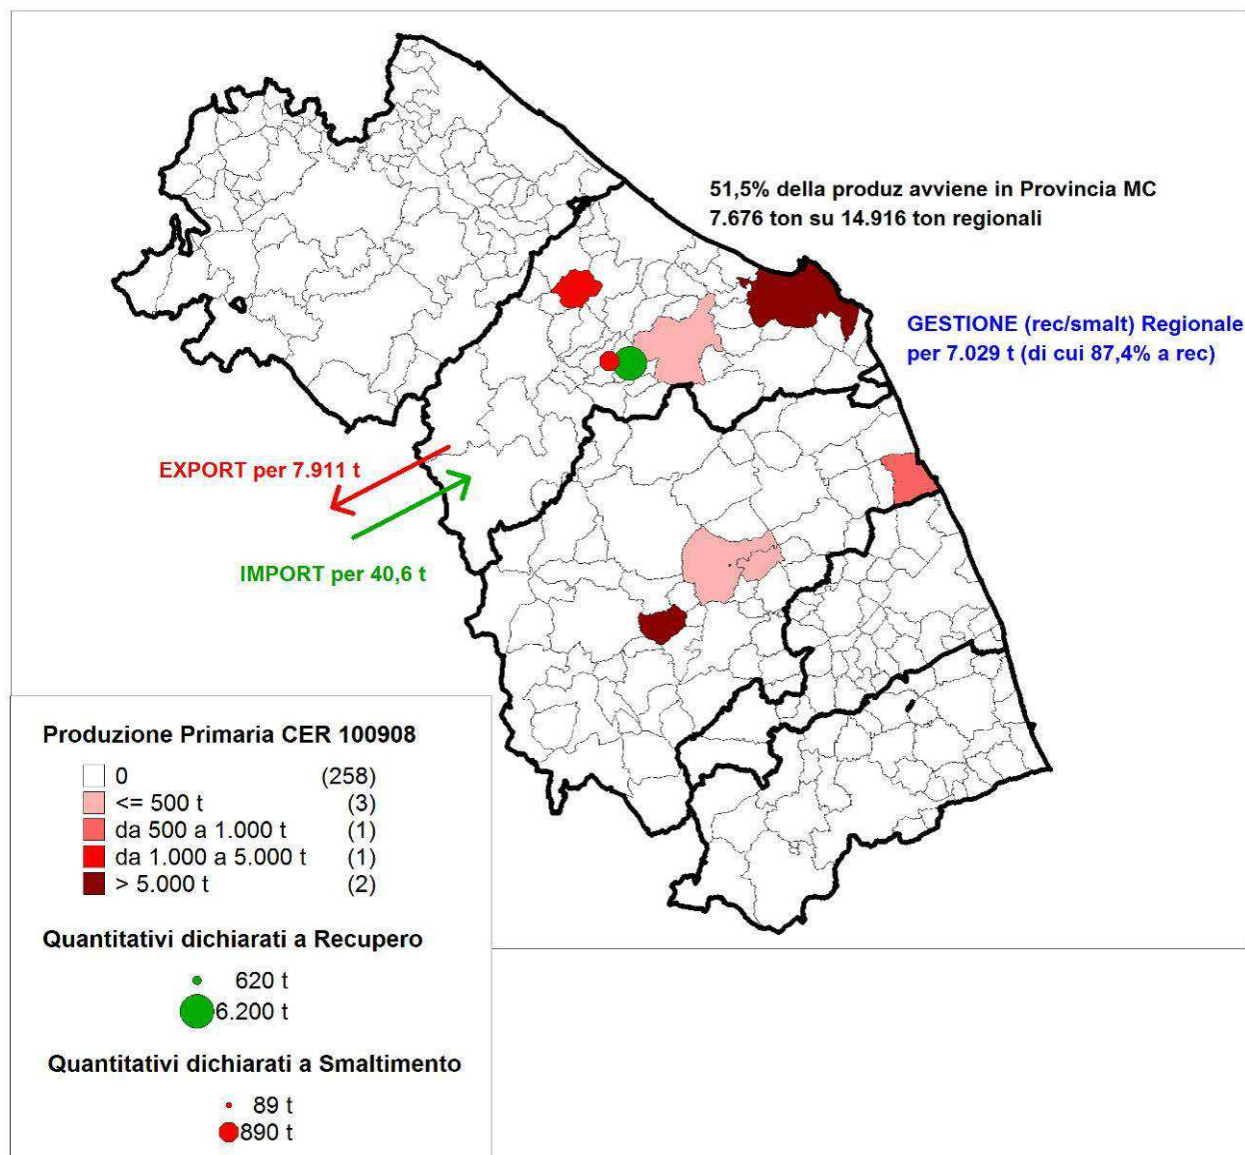 51,5% della produz avviene in Provincia MC
7.676 ton su 14.916 ton regionali
GESTIONE (rec/smalt) Regionale
per 7.029 t (di cui 87,4% a rec)
EXPORT per 7.911 t
IMPORT per 40,6 t
Produzione Primaria CER 100908
0 (258)
<= 500 t (3)
da 500 a 1.000 t (1)
da 1.000 a 5.000 t (1)
> 5.000 t (2)
Quantitativi dichiarati a Recupero
620 t
6.200 t
Quantitativi dichiarati a Smaltimento
89 t
890 t